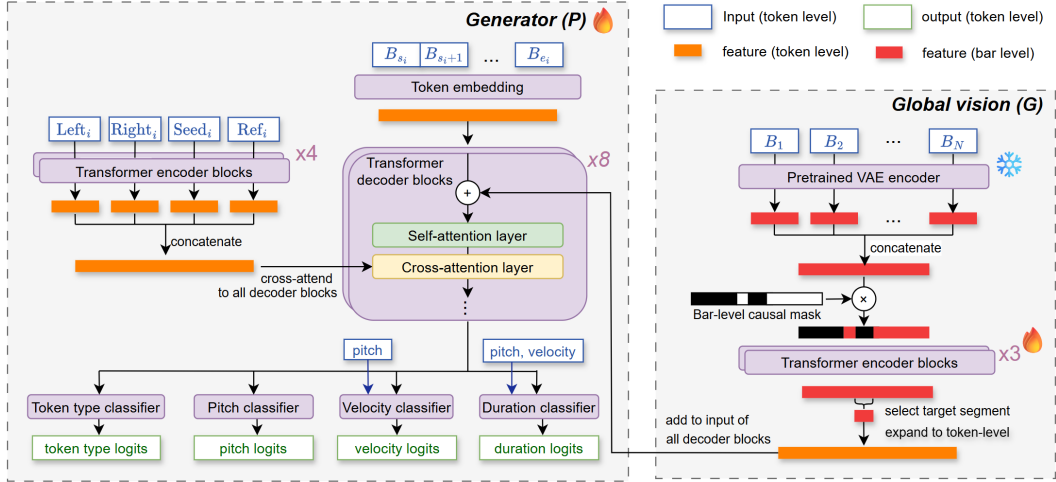 Generator (P)
Input (token level)
output (token level)
feature (token level)
feature (bar level)
B_{s_i} B_{s_i+1} ... B_{e_i}
Token embedding
Left_i Right_i Seed_i Ref_i
x4
Transformer encoder blocks
concatenate
cross-attend
to all decoder blocks
Transformer
decoder blocks
x8
+
Self-attention layer
Cross-attention layer
⋮
pitch
pitch, velocity
Token type classifier
Pitch classifier
Velocity classifier
Duration classifier
token type logits
pitch logits
velocity logits
duration logits
Global vision (G)
B_1 B_2 ... B_N
Pretrained VAE encoder
...
concatenate
×
Bar-level causal mask
x3
Transformer encoder blocks
select target segment
expand to token-level
add to input of
all decoder blocks